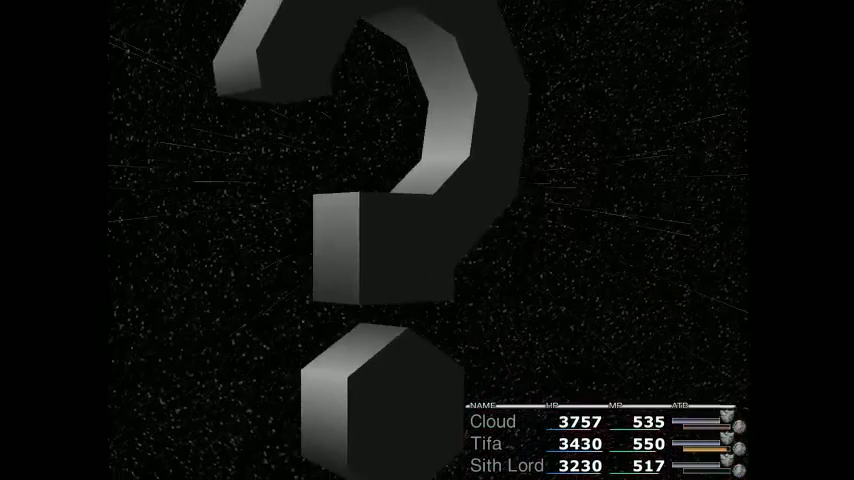 ?
NAME HP MP ATB
Cloud 3757 535
Tifa 3430 550
Sith Lord 3230 517